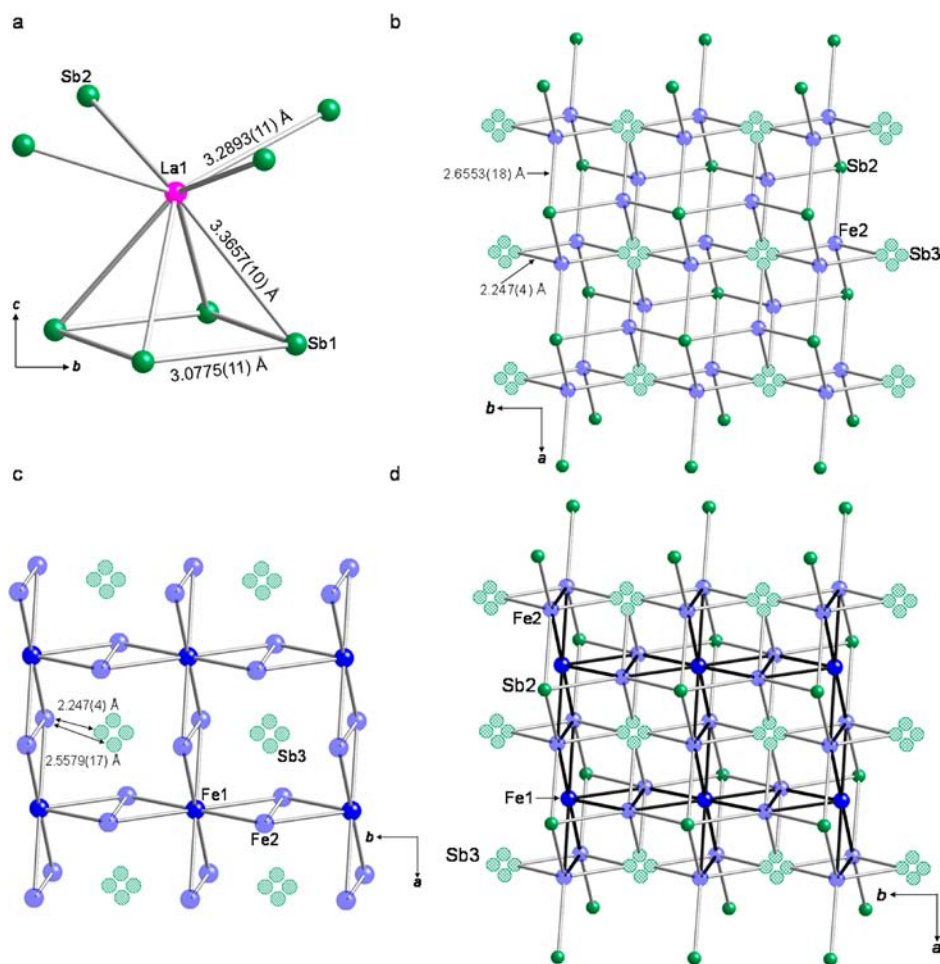 a
Sb2
3.2893(11) Å
La1
3.3657(10) Å
Sb1
3.0775(11) Å
c
b
b
2.6553(18) Å
Sb2
Fe2
Sb3
2.247(4) Å
b
a
c
2.247(4) Å
2.5579(17) Å
Sb3
Fe1
Fe2
b
a
d
Fe2
Sb2
Fe1
Sb3
b
a